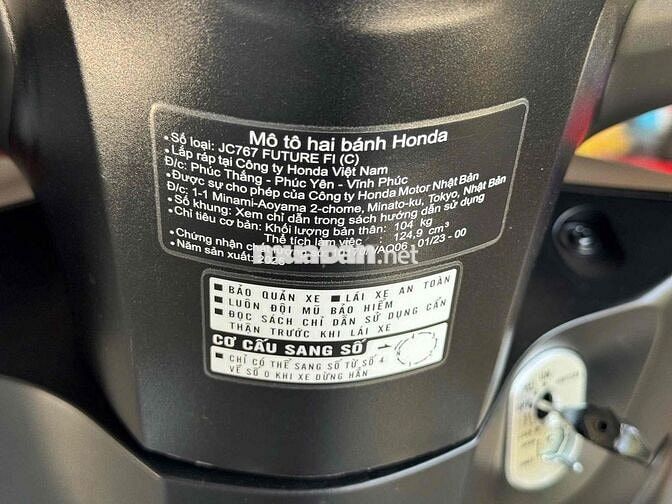 Mô tô hai bánh Honda
• Số loại: JC767 FUTURE FI (C)
• Lắp ráp tại Công ty Honda Việt Nam
Đ/c: Phúc Thắng - Phúc Yên - Vĩnh Phúc
• Được sự cho phép của Công ty Honda Motor Nhật Bản
Đ/c: 1-1 Minami-Aoyama 2-chome, Minato-ku, Tokyo, Nhật Bản
• Số khung: Xem chỉ dẫn trong sách hướng dẫn sử dụng
• Chỉ tiêu cơ bản: Khối lượng bản thân: 104 kg
Thể tích làm việc : 124,9 cm³
• Chứng nhận VAQ06 - 01/23 - 00
• Năm sản xuất:
muaban.net
■ BẢO QUẢN XE ■ LÁI XE AN TOÀN
■ LUÔN ĐỘI MŨ BẢO HIỂM
■ ĐỌC SÁCH CHỈ DẪN SỬ DỤNG CẨN
THẬN TRƯỚC KHI LÁI XE
CƠ CẤU SANG SỐ
■ CHỈ CÓ THỂ SANG SỐ TỪ SỐ 4
VỀ SỐ 0 KHI XE DỪNG HẲN